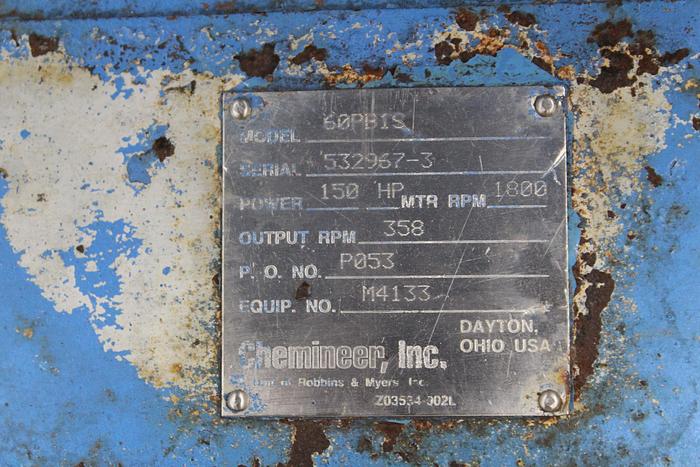 MODEL 60PB1S
SERIAL 532967-3
POWER 150 HP MTR RPM 1800
OUTPUT RPM 358
P. O. NO. P053
EQUIP. NO. M4133
DAYTON,
OHIO USA
Chemineer, Inc.
of Robbins & Myers Inc.
Z03534-002L